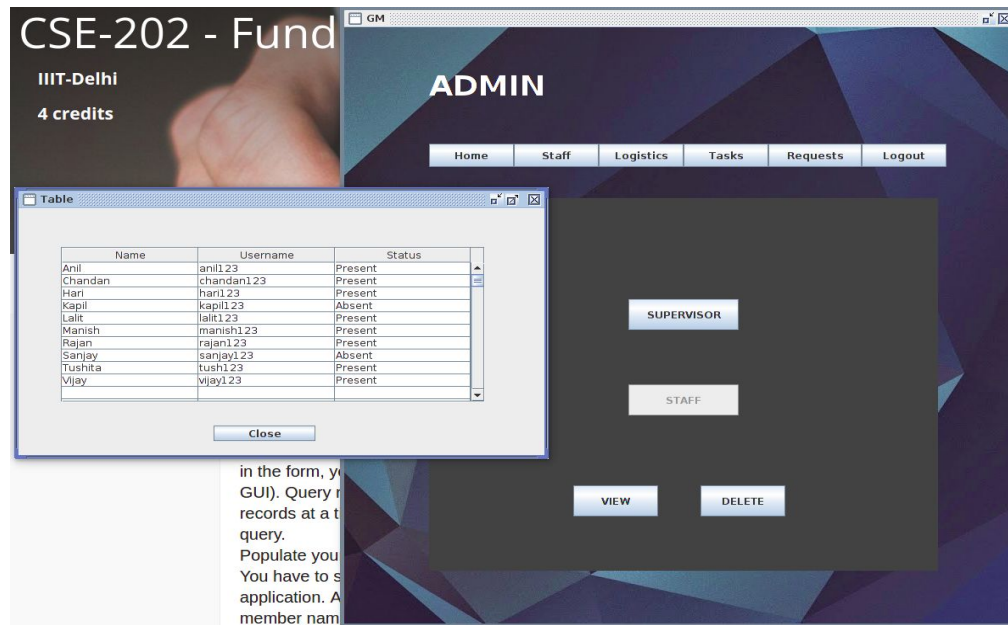 CSE-202 - Fund
IIIT-Delhi
4 credits
GM
ADMIN
Home Staff Logistics Tasks Requests Logout
Table
Name Username Status
Anil anil123 Present
Chandan chandan123 Present
Hari hari123 Present
Kapil kapil123 Absent
Lalit lalit123 Present
Manish manish123 Present
Rajan rajan123 Present
Sanjay sanjay123 Absent
Tushita tush123 Present
Vijay vijay123 Present
Close
SUPERVISOR
STAFF
VIEW DELETE
in the form, y
GUI). Query
records at a t
query.
Populate you
You have to s
application. A
member nam